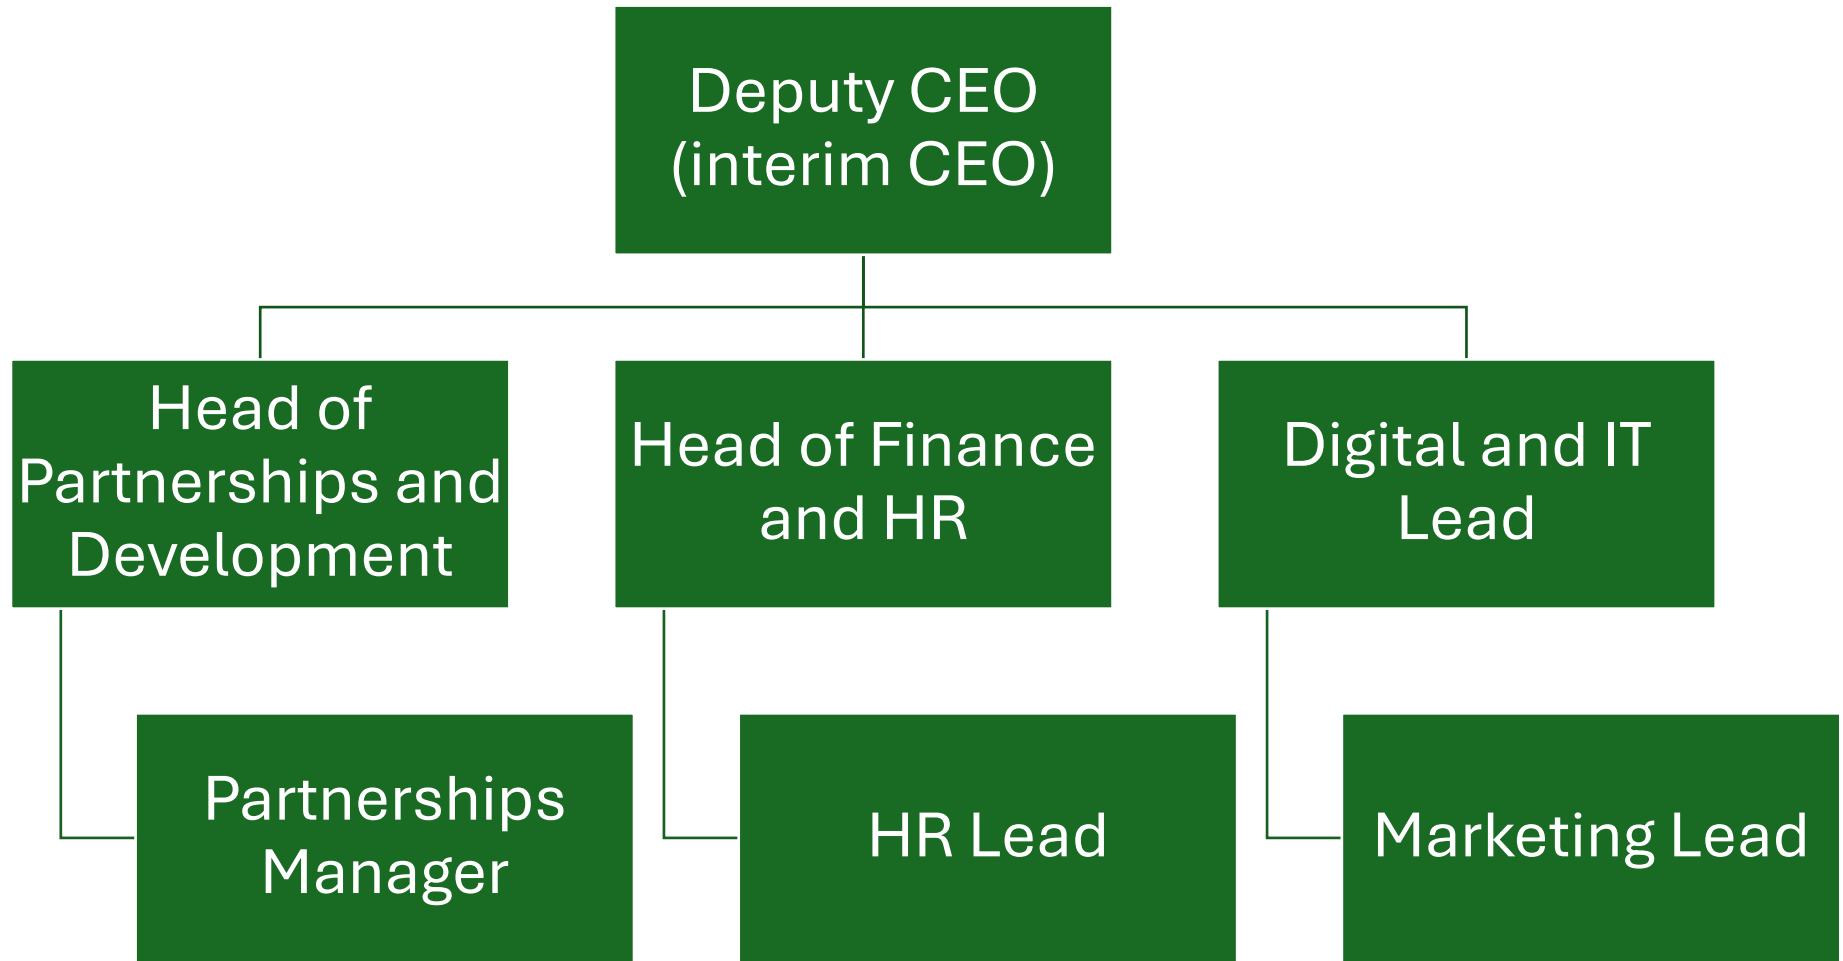 Deputy CEO
(interim CEO)
Head of
Partnerships and
Development
Head of Finance
and HR
Digital and IT
Lead
Partnerships
Manager
HR Lead
Marketing Lead